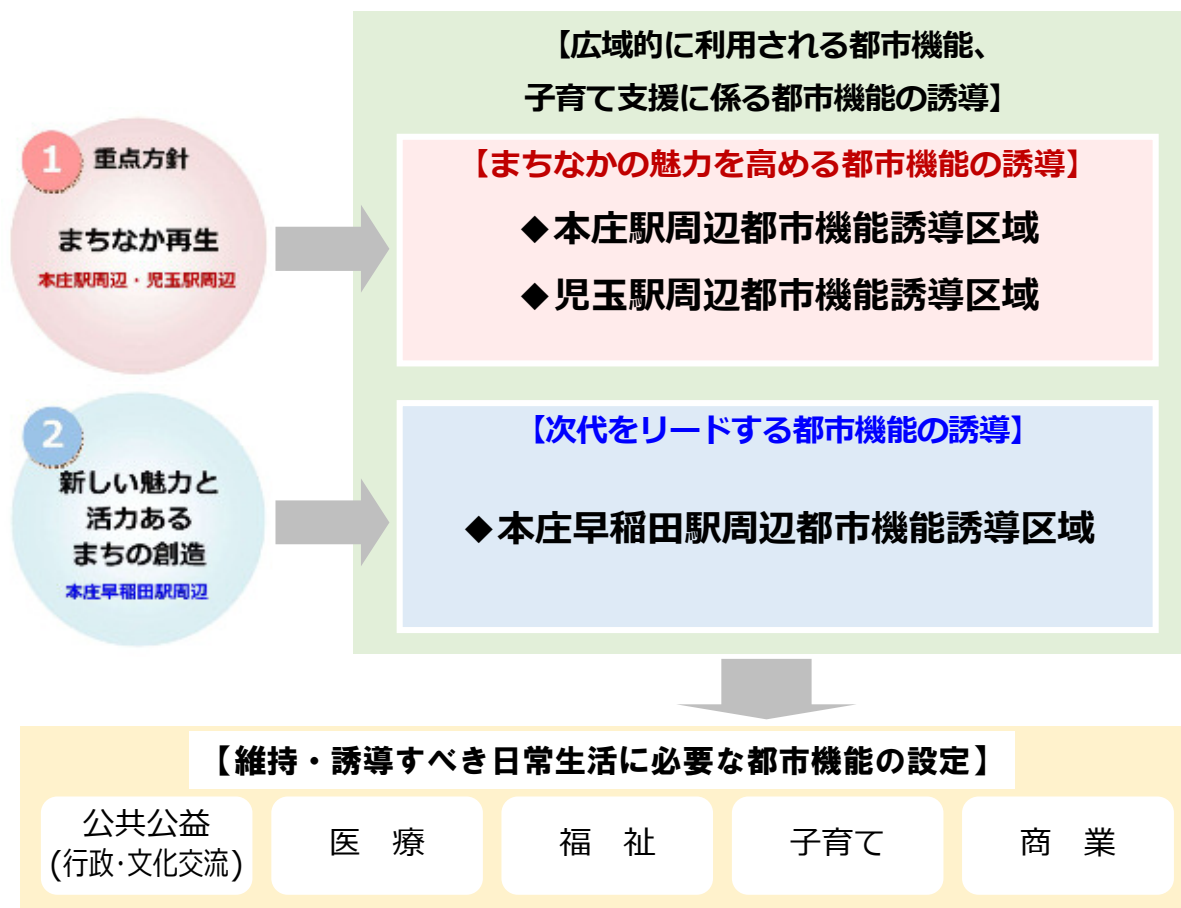 【広域的に利用される都市機能、
子育て支援に係る都市機能の誘導】
1
重点方針
まちなか再生
本庄駅周辺・児玉駅周辺
【まちなかの魅力を高める都市機能の誘導】
◆本庄駅周辺都市機能誘導区域
◆児玉駅周辺都市機能誘導区域
2
新しい魅力と
活力ある
まちの創造
本庄早稲田駅周辺
【次代をリードする都市機能の誘導】
◆本庄早稲田駅周辺都市機能誘導区域
【維持・誘導すべき日常生活に必要な都市機能の設定】
公共公益
(行政・文化交流)
医　療
福　祉
子育て
商　業